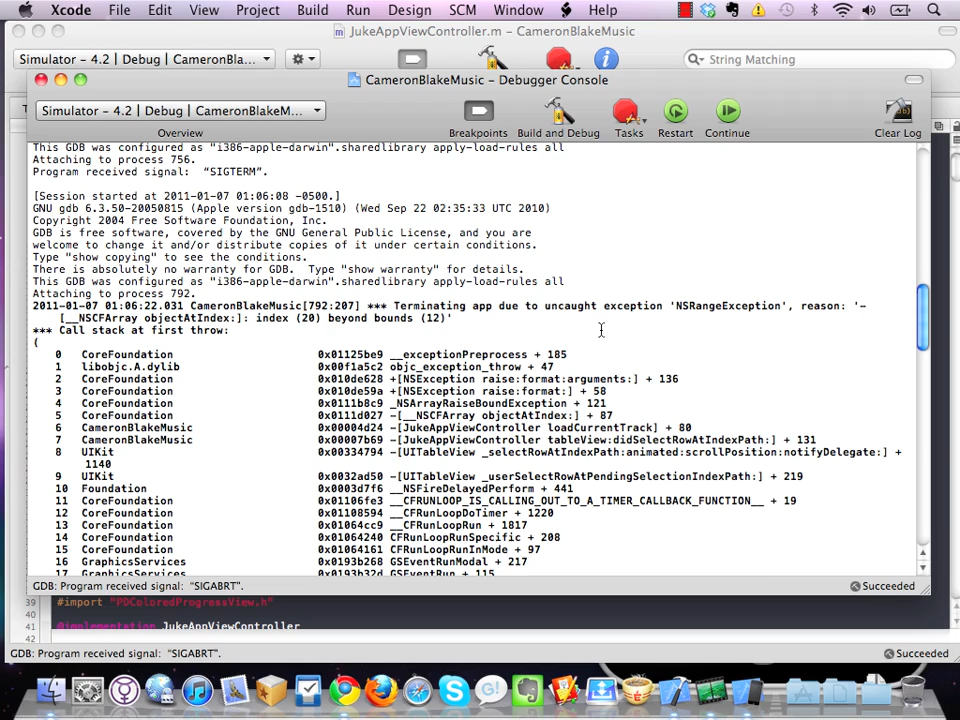 Xcode File Edit View Project Build Run Design SCM Window Help
JukeAppViewController.m - CameronBlakeMusic
Simulator - 4.2 | Debug | CameronBla...
String Matching
CameronBlakeMusic - Debugger Console
Simulator - 4.2 | Debug | CameronBlakeM...
Overview Breakpoints Build and Debug Tasks Restart Continue Clear Log
This GDB was configured as "i386-apple-darwin".sharedlibrary apply-load-rules all
Attaching to process 756.
Program received signal:  “SIGTERM”.
[Session started at 2011-01-07 01:06:08 -0500.]
GNU gdb 6.3.50-20050815 (Apple version gdb-1510) (Wed Sep 22 02:35:33 UTC 2010)
Copyright 2004 Free Software Foundation, Inc.
GDB is free software, covered by the GNU General Public License, and you are
welcome to change it and/or distribute copies of it under certain conditions.
Type "show copying" to see the conditions.
There is absolutely no warranty for GDB.  Type "show warranty" for details.
This GDB was configured as "i386-apple-darwin".sharedlibrary apply-load-rules all
Attaching to process 792.
2011-01-07 01:06:22.031 CameronBlakeMusic[792:207] *** Terminating app due to uncaught exception 'NSRangeException', reason: '-
[__NSCFArray objectAtIndex:]: index (20) beyond bounds (12)'
*** Call stack at first throw:
(
0 CoreFoundation 0x01125be9 __exceptionPreprocess + 185
1 libobjc.A.dylib 0x00f1a5c2 objc_exception_throw + 47
2 CoreFoundation 0x010de628 +[NSException raise:format:arguments:] + 136
3 CoreFoundation 0x010de59a +[NSException raise:format:] + 58
4 CoreFoundation 0x0111b8c9 _NSArrayRaiseBoundException + 121
5 CoreFoundation 0x0111d027 -[__NSCFArray objectAtIndex:] + 87
6 CameronBlakeMusic 0x00004d24 -[JukeAppViewController loadCurrentTrack] + 80
7 CameronBlakeMusic 0x00007b69 -[JukeAppViewController tableView:didSelectRowAtIndexPath:] + 131
8 UIKit 0x00334794 -[UITableView _selectRowAtIndexPath:animated:scrollPosition:notifyDelegate:] +
1140
9 UIKit 0x0032ad50 -[UITableView _userSelectRowAtPendingSelectionIndexPath:] + 219
10 Foundation 0x0003d7f6 __NSFireDelayedPerform + 441
11 CoreFoundation 0x01106fe3 __CFRUNLOOP_IS_CALLING_OUT_TO_A_TIMER_CALLBACK_FUNCTION__ + 19
12 CoreFoundation 0x01108594 __CFRunLoopDoTimer + 1220
13 CoreFoundation 0x01064cc9 __CFRunLoopRun + 1817
14 CoreFoundation 0x01064240 CFRunLoopRunSpecific + 208
15 CoreFoundation 0x01064161 CFRunLoopRunInMode + 97
16 GraphicsServices 0x0193b268 GSEventRunModal + 217
17 GraphicsServices 0x0193b32d GSEventRun + 115
GDB: Program received signal: "SIGABRT". Succeeded
39 #import "PDColoredProgressView.h"
40
41 @implementation JukeAppViewController
42
GDB: Program received signal: "SIGABRT". Succeeded